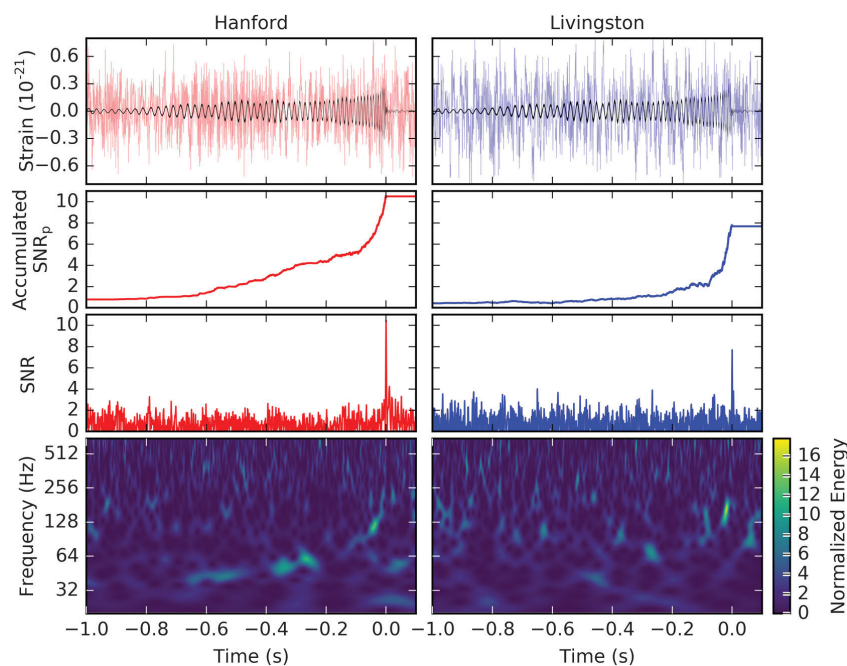 Hanford
Livingston
Strain (10⁻²¹)
0.6
0.3
0.0
−0.3
−0.6
Accumulated
SNRₚ
10
8
6
4
2
0
SNR
10
8
6
4
2
0
Frequency (Hz)
512
256
128
64
32
−1.0 −0.8 −0.6 −0.4 −0.2 0.0
Time (s)
−1.0 −0.8 −0.6 −0.4 −0.2 0.0
Time (s)
16
14
12
10
8
6
4
2
0
Normalized Energy